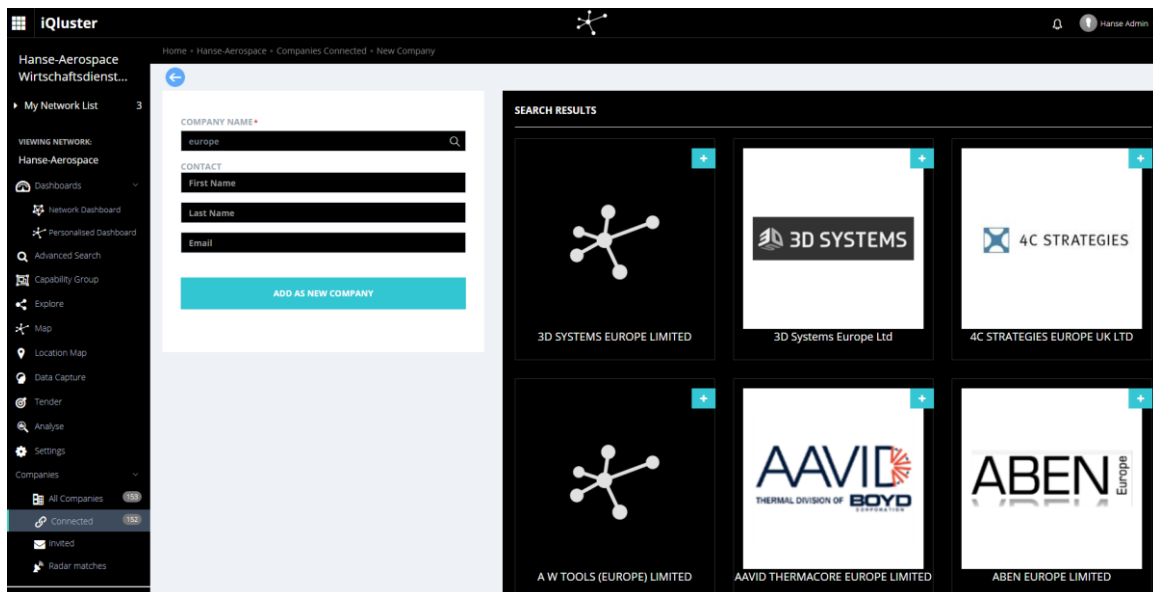 iQluster
Hanse Admin
Hanse-Aerospace
Wirtschaftsdienst...
My Network List 3
VIEWING NETWORK:
Hanse-Aerospace
Dashboards
Network Dashboard
Personalised Dashboard
Advanced Search
Capability Group
Explore
Map
Location Map
Data Capture
Tender
Analyse
Settings
Companies
All Companies 153
Connected 152
Invited
Radar matches
Home • Hanse-Aerospace • Companies Connected • New Company
COMPANY NAME*
europe
CONTACT
First Name
Last Name
Email
ADD AS NEW COMPANY
SEARCH RESULTS
+
+
+
3D SYSTEMS
4C STRATEGIES
3D SYSTEMS EUROPE LIMITED
3D Systems Europe Ltd
4C STRATEGIES EUROPE UK LTD
+
+
+
AAVID
THERMAL DIVISION OF BOYD
CORPORATION
ABEN Europe
A W TOOLS (EUROPE) LIMITED
AAVID THERMACORE EUROPE LIMITED
ABEN EUROPE LIMITED